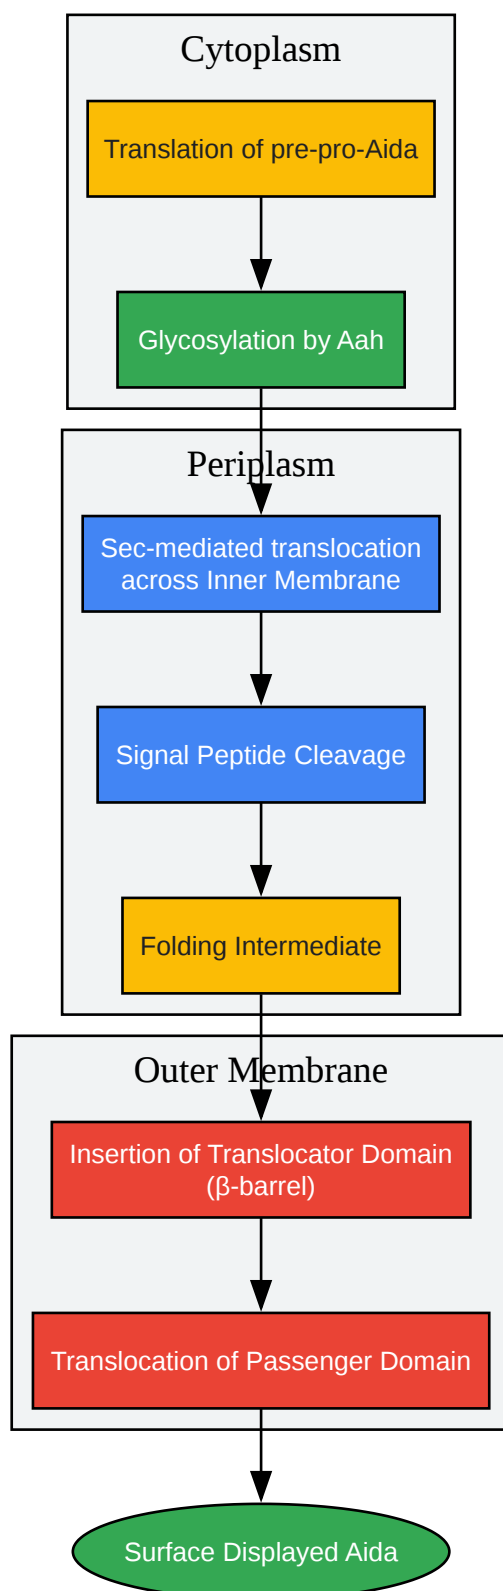 Cytoplasm
Translation of pre-pro-Aida
Glycosylation by Aah
Periplasm
Sec-mediated translocation
across Inner Membrane
Signal Peptide Cleavage
Folding Intermediate
Outer Membrane
Insertion of Translocator Domain
(β-barrel)
Translocation of Passenger Domain
Surface Displayed Aida